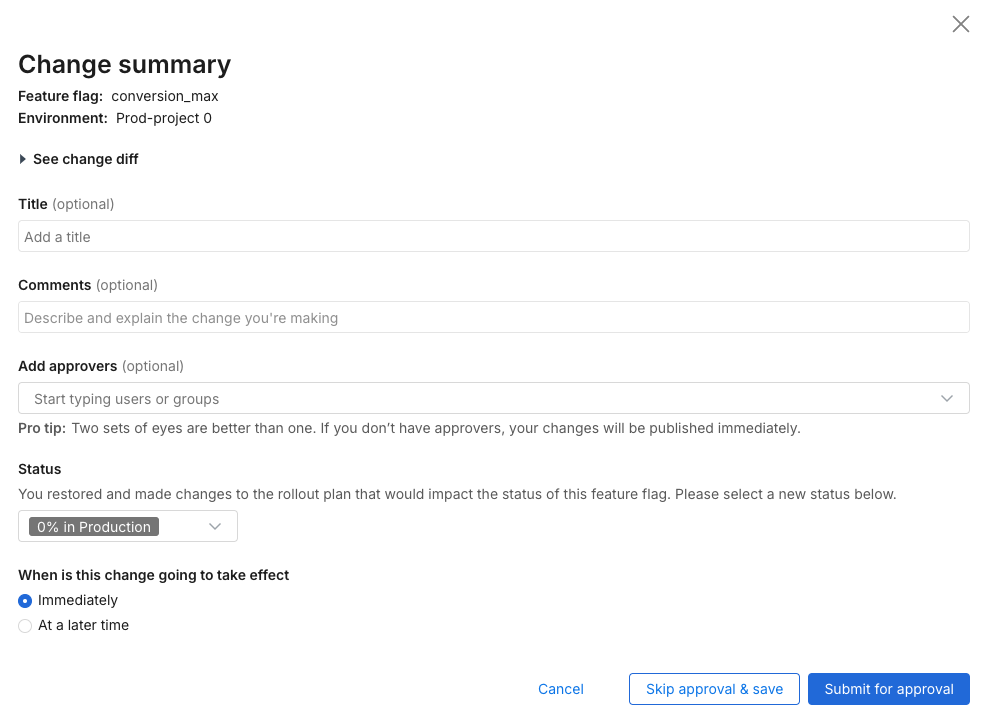 Change summary
Feature flag: conversion_max
Environment: Prod-project 0
See change diff
Title (optional)
Add a title
Comments (optional)
Describe and explain the change you're making
Add approvers (optional)
Start typing users or groups
Pro tip: Two sets of eyes are better than one. If you don’t have approvers, your changes will be published immediately.
Status
You restored and made changes to the rollout plan that would impact the status of this feature flag. Please select a new status below.
0% in Production
When is this change going to take effect
Immediately
At a later time
Cancel Skip approval & save Submit for approval